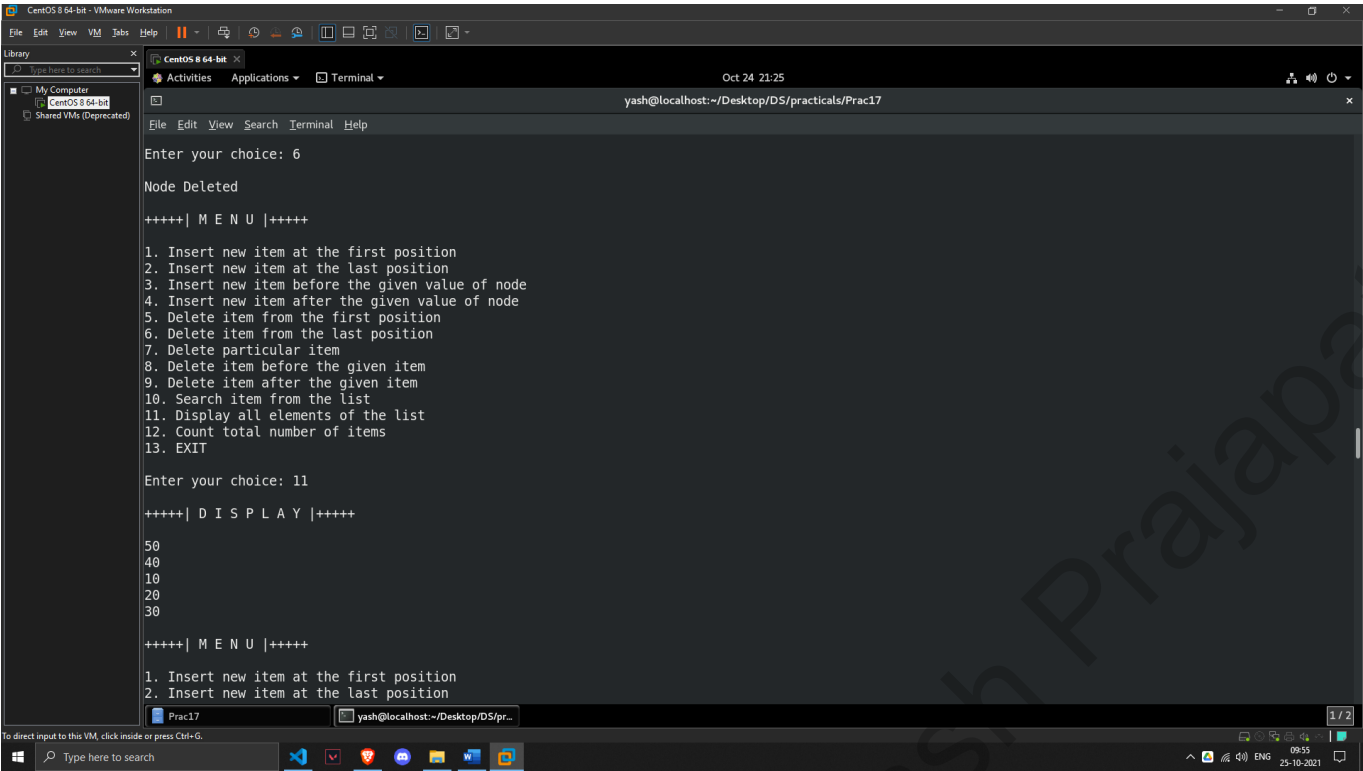 CentOS 8 64-bit - VMware Workstation
File Edit View VM Tabs Help
Library
Type here to search
My Computer
CentOS 8 64-bit
Shared VMs (Deprecated)
CentOS 8 64-bit
Activities Applications Terminal Oct 24 21:25
yash@localhost:~/Desktop/DS/practicals/Prac17
File Edit View Search Terminal Help
Enter your choice: 6
Node Deleted
+++++| M E N U |+++++
1. Insert new item at the first position
2. Insert new item at the last position
3. Insert new item before the given value of node
4. Insert new item after the given value of node
5. Delete item from the first position
6. Delete item from the last position
7. Delete particular item
8. Delete item before the given item
9. Delete item after the given item
10. Search item from the list
11. Display all elements of the list
12. Count total number of items
13. EXIT
Enter your choice: 11
+++++| D I S P L A Y |+++++
50
40
10
20
30
+++++| M E N U |+++++
1. Insert new item at the first position
2. Insert new item at the last position
Prac17 yash@localhost:~/Desktop/DS/pr... 1 / 2
To direct input to this VM, click inside or press Ctrl+G.
Type here to search ENG 09:55
25-10-2021